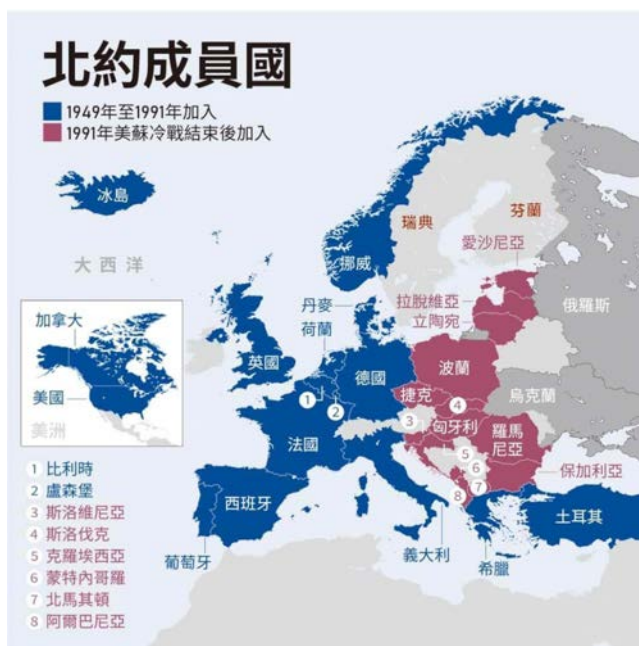 北約成員國
1949年至1991年加入
1991年美蘇冷戰結束後加入
冰島
大西洋
挪威
瑞典
芬蘭
愛沙尼亞
拉脫維亞
立陶宛
俄羅斯
丹麥
荷蘭
英國
德國
波蘭
烏克蘭
加拿大
美國
美洲
1
2
捷克
3
4
匈牙利
羅馬
尼亞
法國
5
6
7
8
保加利亞
西班牙
葡萄牙
義大利
希臘
土耳其
1 比利時
2 盧森堡
3 斯洛維尼亞
4 斯洛伐克
5 克羅埃西亞
6 蒙特內哥羅
7 北馬其頓
8 阿爾巴尼亞